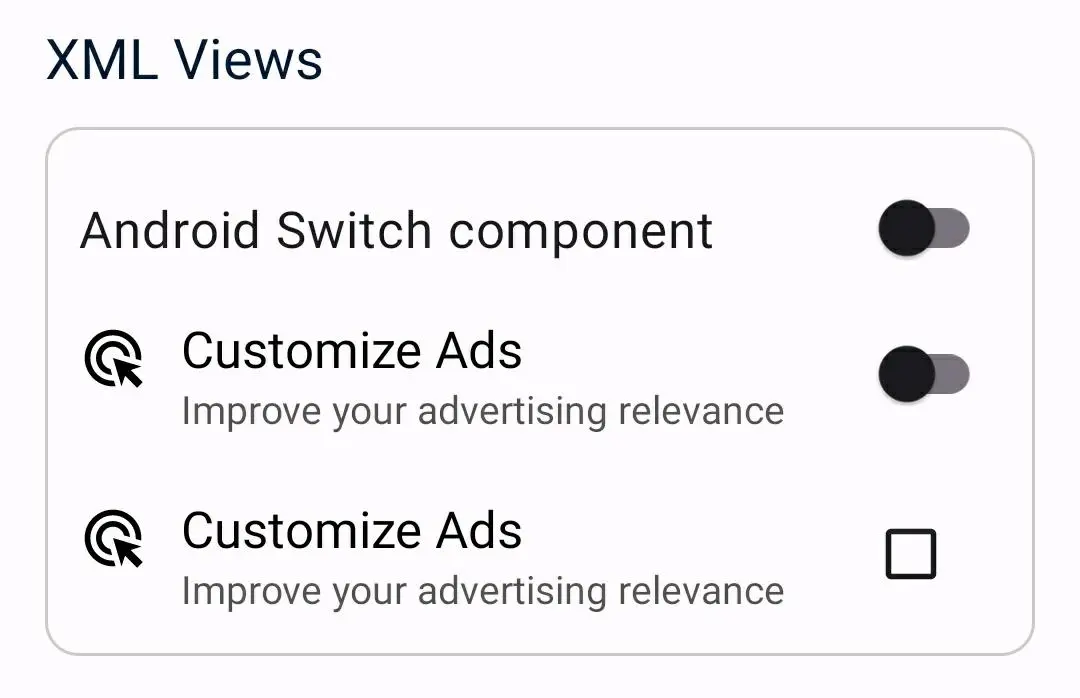 XML Views
Android Switch component
Customize Ads
Improve your advertising relevance
Customize Ads
Improve your advertising relevance